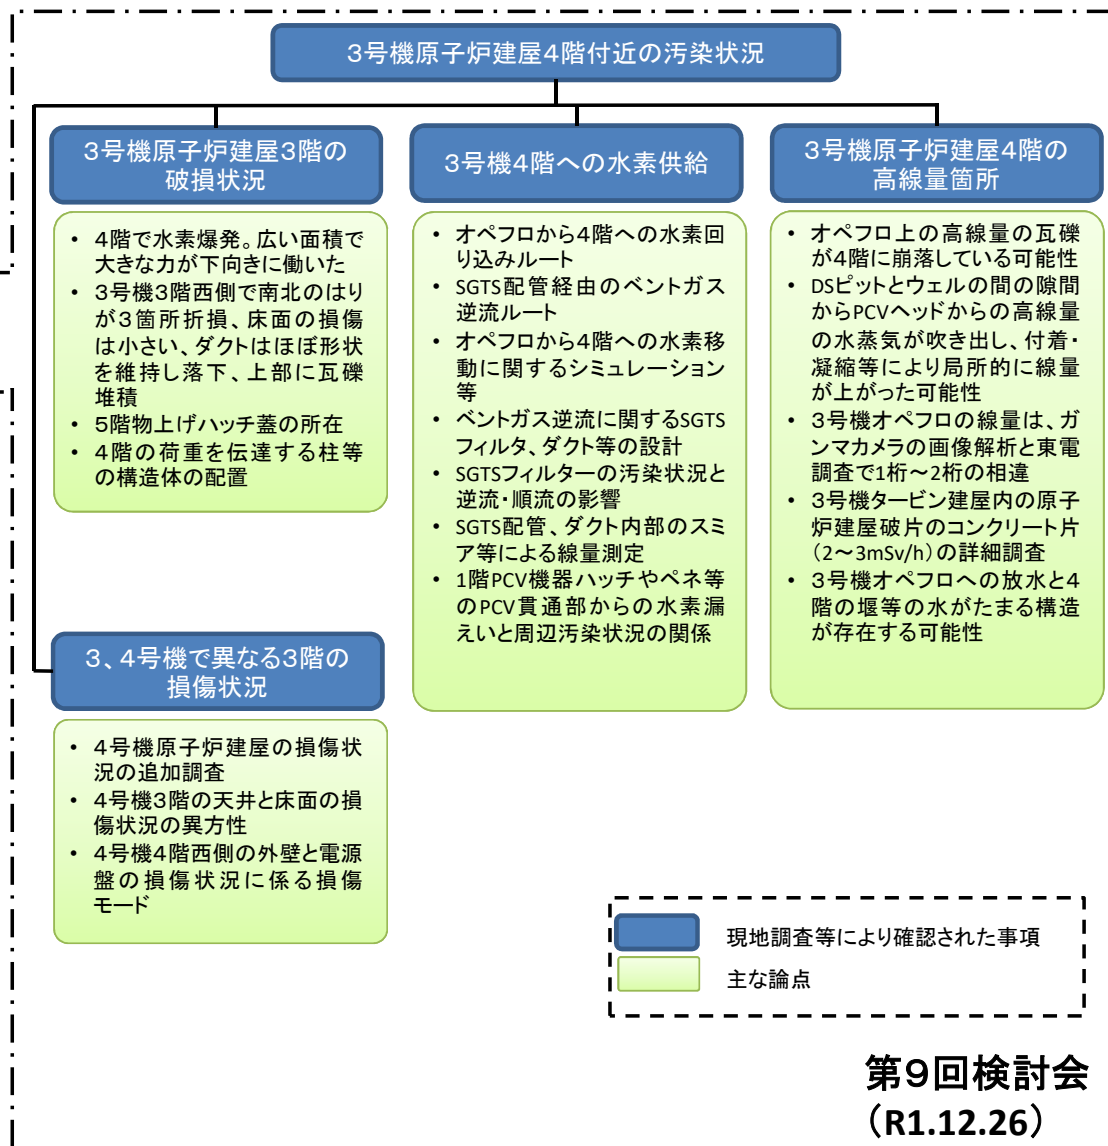 3号機原子炉建屋4階付近の汚染状況
3号機原子炉建屋3階の
破損状況
• 4階で水素爆発。広い面積で
大きな力が下向きに働いた
• 3号機3階西側で南北のはり
が3箇所折損、床面の損傷
は小さい、ダクトはほぼ形状
を維持し落下、上部に瓦礫
堆積
• 5階物上げハッチ蓋の所在
• 4階の荷重を伝達する柱等
の構造体の配置
3号機4階への水素供給
• オペフロから4階への水素回
り込みルート
• SGTS配管経由のベントガス
逆流ルート
• オペフロから4階への水素移
動に関するシミュレーション
等
• ベントガス逆流に関するSGTS
フィルタ、ダクト等の設計
• SGTSフィルターの汚染状況と
逆流・順流の影響
• SGTS配管、ダクト内部のスミ
ア等による線量測定
• 1階PCV機器ハッチやペネ等
のPCV貫通部からの水素漏
えいと周辺汚染状況の関係
3号機原子炉建屋4階の
高線量箇所
• オペフロ上の高線量の瓦礫
が4階に崩落している可能性
• DSピットとウェルの間の隙間
からPCVヘッドからの高線量
の水蒸気が吹き出し、付着・
凝縮等により局所的に線量
が上がった可能性
• 3号機オペフロの線量は、ガ
ンマカメラの画像解析と東電
調査で1桁～2桁の相違
• 3号機タービン建屋内の原子
炉建屋破片のコンクリート片
（2～3mSv/h）の詳細調査
• 3号機オペフロへの放水と4
階の堰等の水がたまる構造
が存在する可能性
3、4号機で異なる3階の
損傷状況
• 4号機原子炉建屋の損傷状
況の追加調査
• 4号機3階の天井と床面の損
傷状況の異方性
• 4号機4階西側の外壁と電源
盤の損傷状況に係る損傷
モード
現地調査等により確認された事項
主な論点
第9回検討会
（R1.12.26）